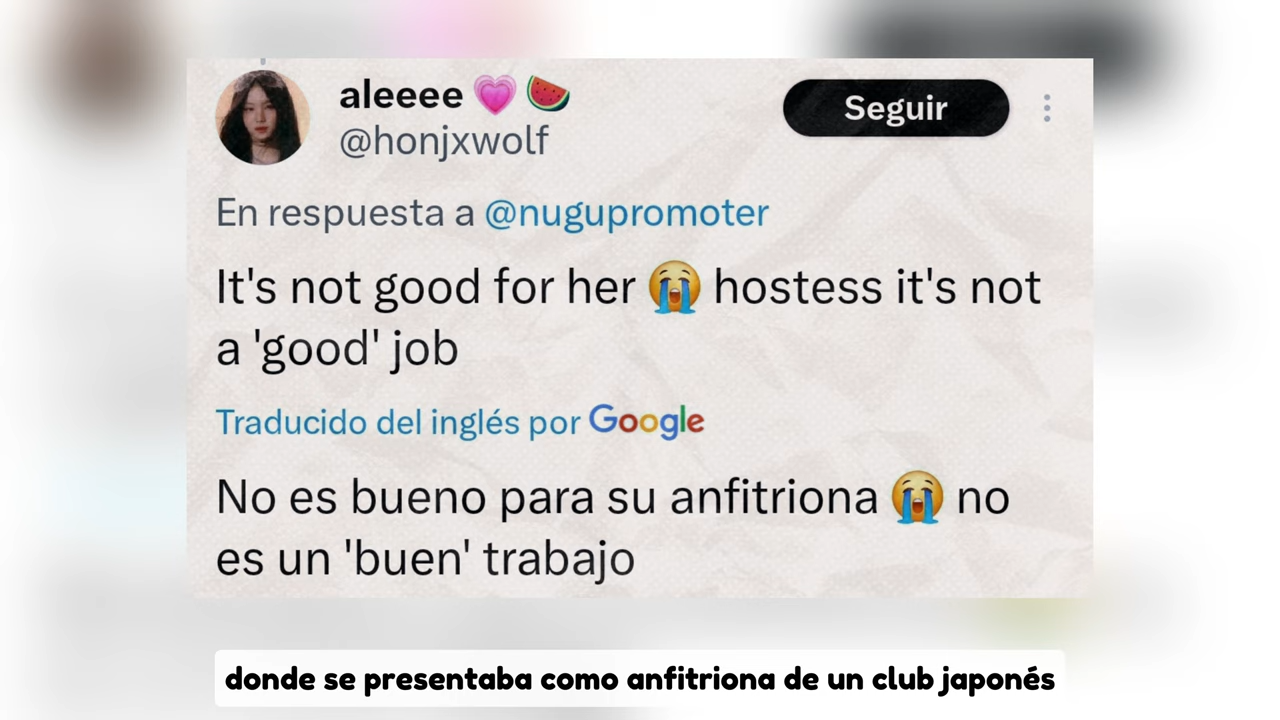 aleeee 💗🍉
Seguir
@honjxwolf
En respuesta a @nugupromoter
It's not good for her 😭 hostess it's not
a 'good' job
Traducido del inglés por Google
No es bueno para su anfitriona 😭 no
es un 'buen' trabajo
donde se presentaba como anfitriona de un club japonés